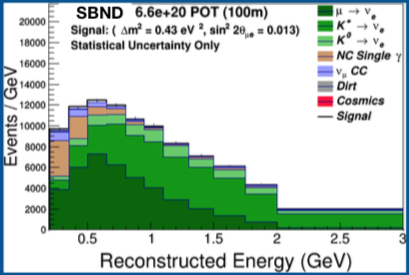 SBND 6.6e+20 POT (100m)
Signal: ( Δm² = 0.43 eV ², sin² 2θμe = 0.013)
Statistical Uncertainty Only
μ → νe
K⁺ → νe
K⁰ → νe
NC Single γ
νμ CC
Dirt
Cosmics
Signal
Events / GeV
20000
18000
16000
14000
12000
10000
8000
6000
4000
2000
0
0.5 1 1.5 2 2.5 3
Reconstructed Energy (GeV)